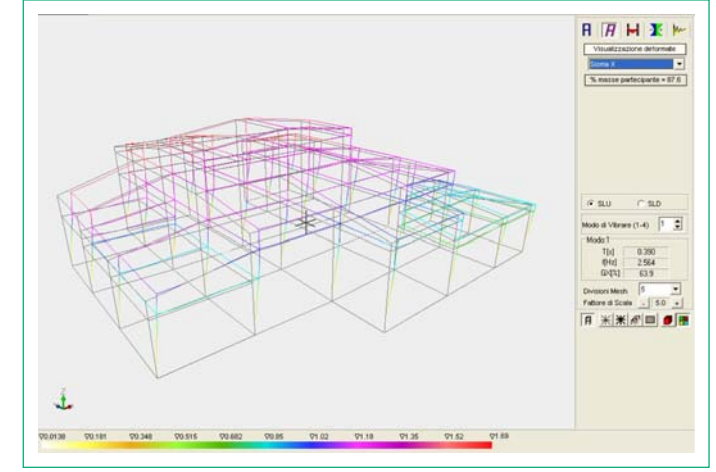 Visualizzazione deformate
Sisma X
% masse partecipante = 87.6
SLU SLD
Modo di Vibrare (1-4) 1
Modo:1
T[s] 0.390
f[Hz] 2.564
GX[%] 63.9
Divisioni Mesh 5
Fattore di Scala - 5.0 +
∇0.0138 ∇0.181 ∇0.348 ∇0.515 ∇0.682 ∇0.85 ∇1.02 ∇1.18 ∇1.35 ∇1.52 ∇1.69